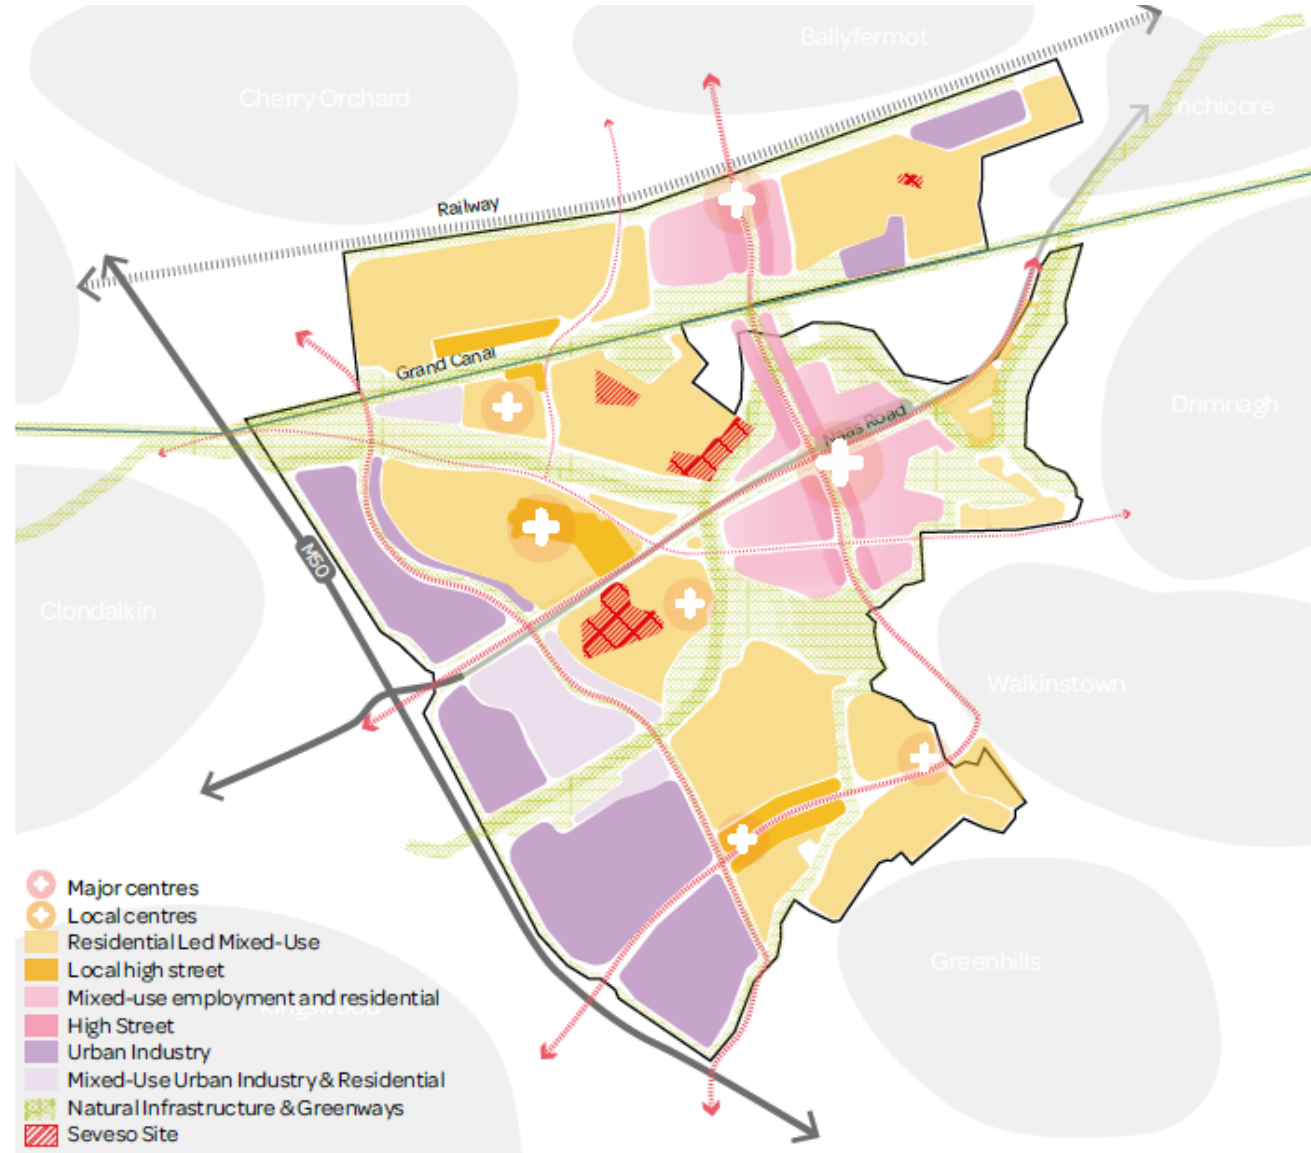 Ballyfermot
Cherry Orchard
nchicore
Railway
Grand Canal
Drimnagh
Naas Road
M50
Clondalkin
Walkinstown
Greenhills
Kingswood
Major centres
Local centres
Residential Led Mixed-Use
Local high street
Mixed-use employment and residential
High Street
Urban Industry
Mixed-Use Urban Industry & Residential
Natural Infrastructure & Greenways
Seveso Site